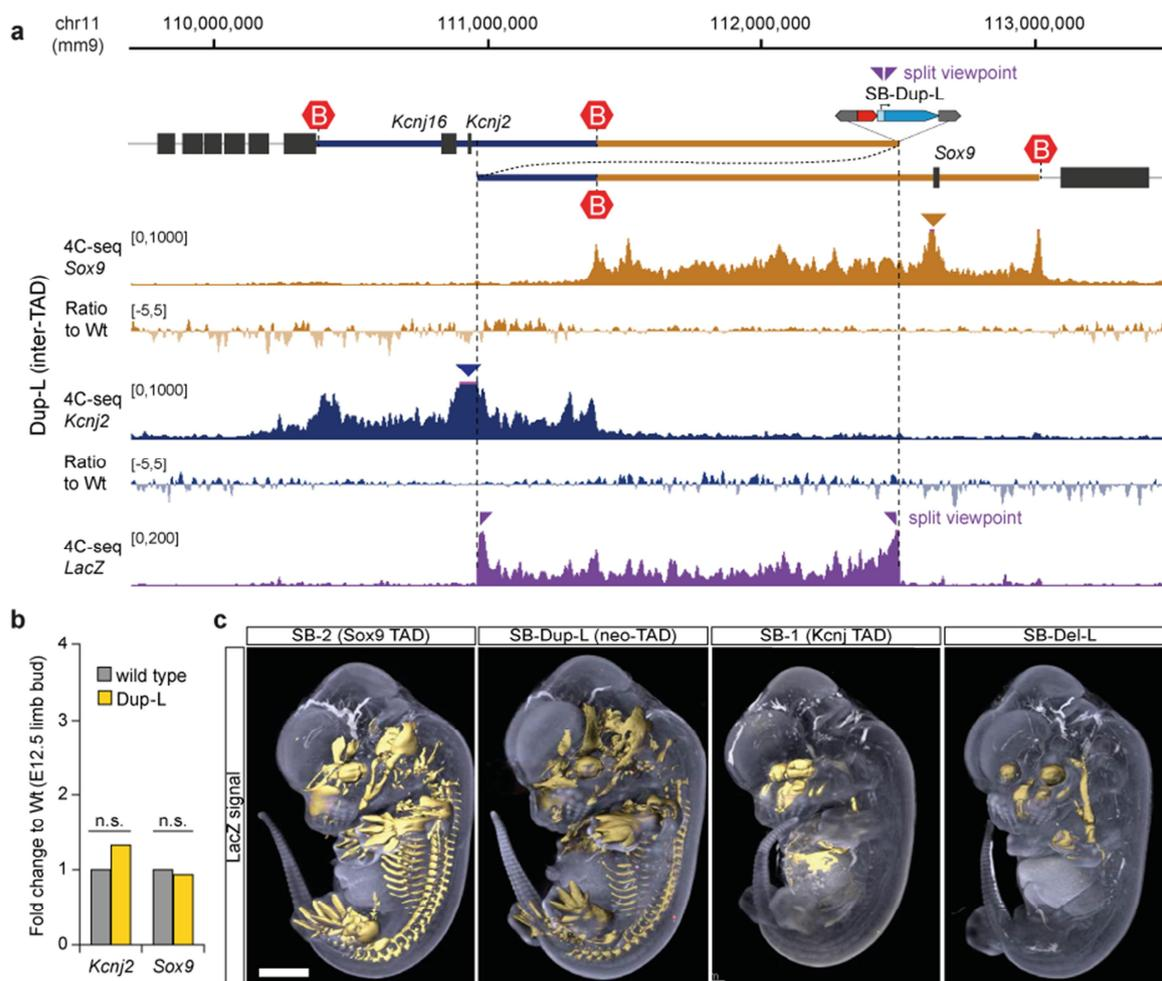 a
chr11
(mm9)
110,000,000
111,000,000
112,000,000
113,000,000
split viewpoint
SB-Dup-L
B
Kcnj16
Kcnj2
B
Sox9
B
B
Dup-L (inter-TAD)
4C-seq
Sox9
[0,1000]
Ratio
to Wt
[-5,5]
4C-seq
Kcnj2
[0,1000]
Ratio
to Wt
[-5,5]
4C-seq
LacZ
[0,200]
split viewpoint
b
Fold change to Wt (E12.5 limb bud)
4
3
2
1
0
wild type
Dup-L
n.s.
n.s.
Kcnj2
Sox9
c
SB-2 (Sox9 TAD)
SB-Dup-L (neo-TAD)
SB-1 (Kcnj TAD)
SB-Del-L
LacZ signal